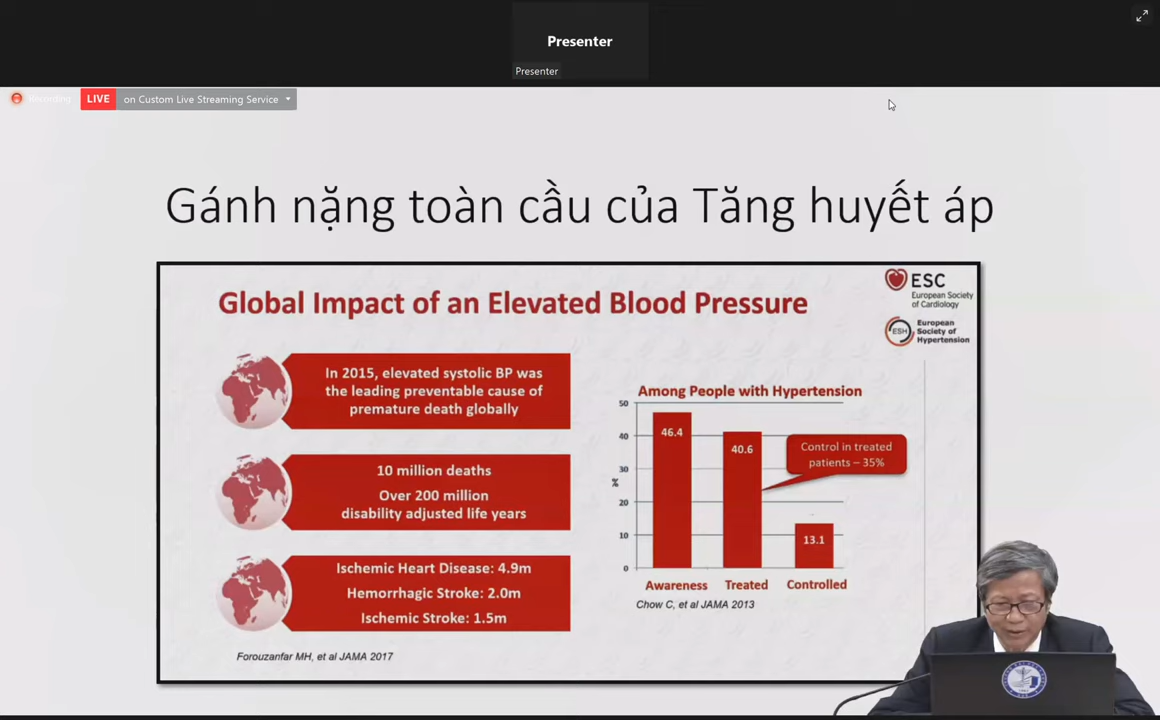 Presenter
Presenter
Recording
LIVE on Custom Live Streaming Service
Gánh nặng toàn cầu của Tăng huyết áp
Global Impact of an Elevated Blood Pressure
ESC
European Society
of Cardiology
ESH
European
Society of
Hypertension
In 2015, elevated systolic BP was
the leading preventable cause of
premature death globally
10 million deaths
Over 200 million
disability adjusted life years
Ischemic Heart Disease: 4.9m
Hemorrhagic Stroke: 2.0m
Ischemic Stroke: 1.5m
Forouzanfar MH, et al JAMA 2017
Among People with Hypertension
50
40
30
20
10
0
%
46.4
40.6
13.1
Control in treated
patients – 35%
Awareness Treated Controlled
Chow C, et al JAMA 2013